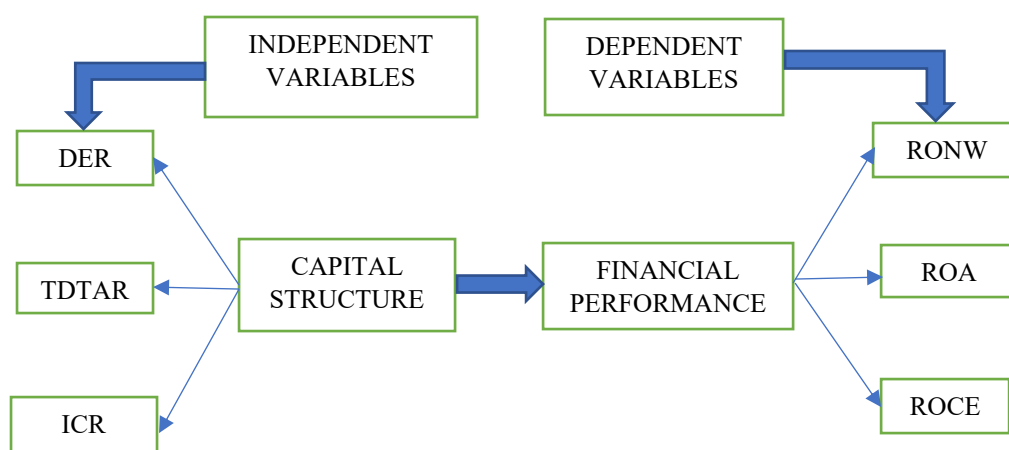 INDEPENDENT
VARIABLES
DEPENDENT
VARIABLES
DER
RONW
TDTAR
CAPITAL
STRUCTURE
FINANCIAL
PERFORMANCE
ROA
ICR
ROCE